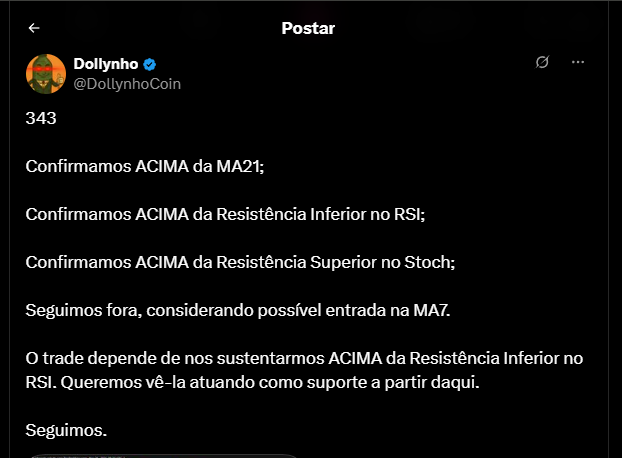 Postar
Dollynho
@DollynhoCoin
343
Confirmamos ACIMA da MA21;
Confirmamos ACIMA da Resistência Inferior no RSI;
Confirmamos ACIMA da Resistência Superior no Stoch;
Seguimos fora, considerando possível entrada na MA7.
O trade depende de nos sustentarmos ACIMA da Resistência Inferior no
RSI. Queremos vê-la atuando como suporte a partir daqui.
Seguimos.